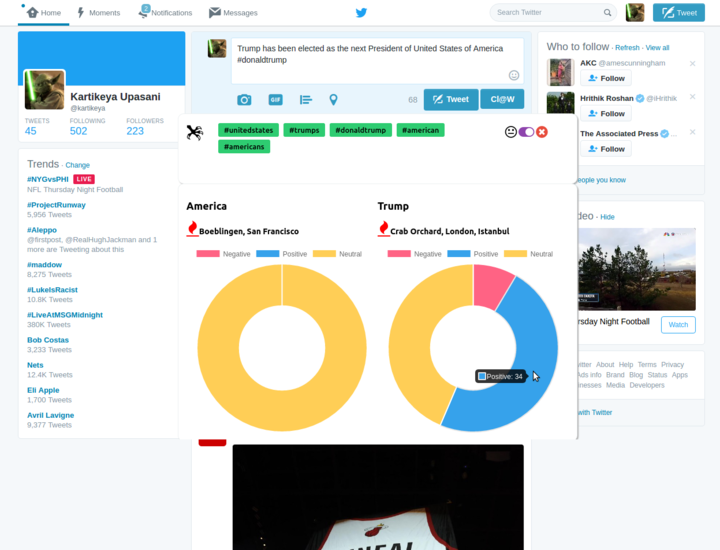 Home
Moments
2
Notifications
Messages
Search Twitter
Tweet
Kartikeya Upasani
@kartikeya
TWEETS FOLLOWING FOLLOWERS
45 502 223
Trends · Change
#NYGvsPHI LIVE
NFL Thursday Night Football
#ProjectRunway
5,956 Tweets
#Aleppo
@firstpost, @RealHughJackman and 1
more are Tweeting about this
#maddow
8,275 Tweets
#LukeIsRacist
10.8K Tweets
#LiveAtMSGMidnight
380K Tweets
Bob Costas
3,233 Tweets
Nets
12.4K Tweets
Eli Apple
1,700 Tweets
Avril Lavigne
9,377 Tweets
Trump has been elected as the next President of United States of America
#donaldtrump
GIF
68
Tweet
Cl@W
#unitedstates #trumps #donaldtrump #american
#americans
America
Boeblingen, San Francisco
Negative Positive Neutral
Trump
Crab Orchard, London, Istanbul
Negative Positive Neutral
Positive: 34
Who to follow · Refresh · View all
AKC @amescunningham
Follow
Hrithik Roshan @iHrithik
Follow
The Associated Press ...
Follow
eople you know
deo · Hide
rsday Night Football
Watch
itter About Help Terms Privacy
Ads info Brand Blog Status Apps
inesses Media Developers
with Twitter